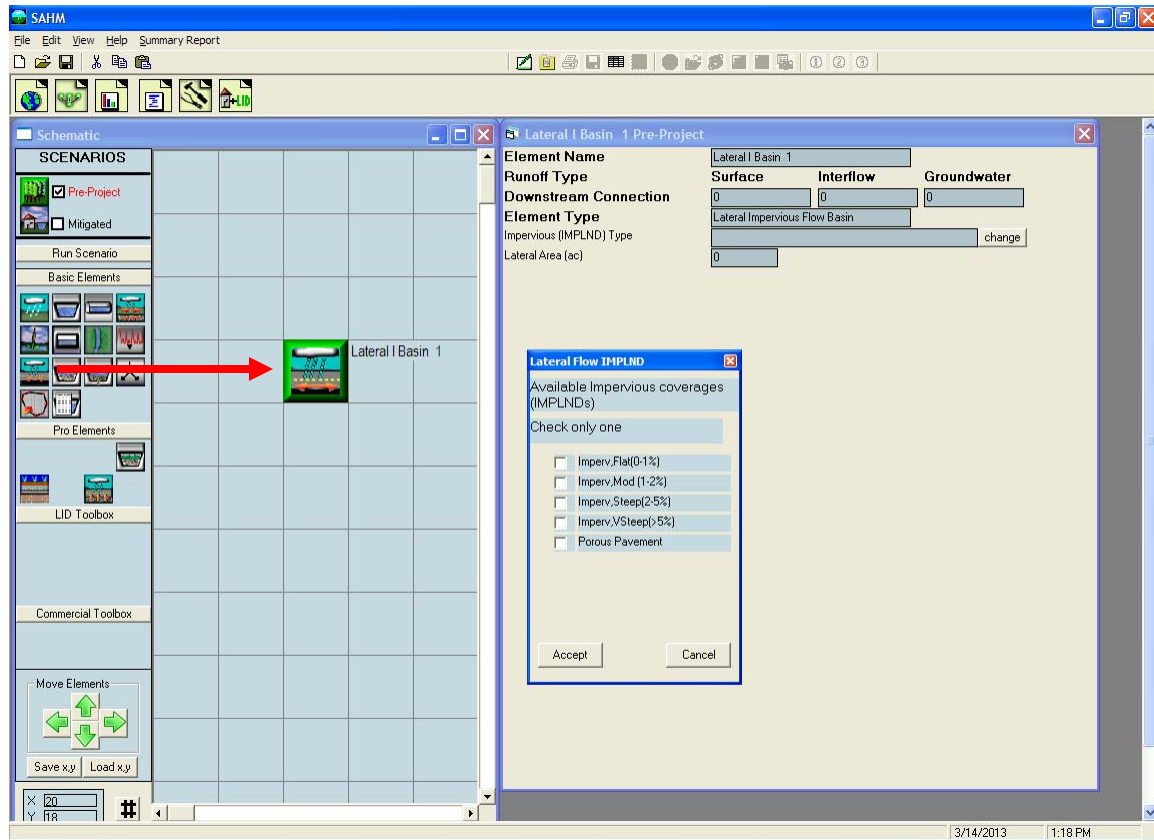 SAHM
File Edit View Help Summary Report
+LID
Schematic
SCENARIOS
Pre-Project
Mitigated
Run Scenario
Basic Elements
Pro Elements
LID Toolbox
Commercial Toolbox
Move Elements
Save x,y Load x,y
X 20
Y 18
#
Lateral I Basin 1
Lateral I Basin 1 Pre-Project
Element Name Lateral I Basin 1
Runoff Type Surface Interflow Groundwater
Downstream Connection 0 0 0
Element Type Lateral Impervious Flow Basin
Impervious (IMPLND) Type change
Lateral Area (ac) 0
Lateral Flow IMPLND
Available Impervious coverages
(IMPLNDs)
Check only one
Imperv,Flat(0-1%)
Imperv,Mod (1-2%)
Imperv,Steep(2-5%)
Imperv,VSteep(>5%)
Porous Pavement
Accept Cancel
3/14/2013 1:18 PM